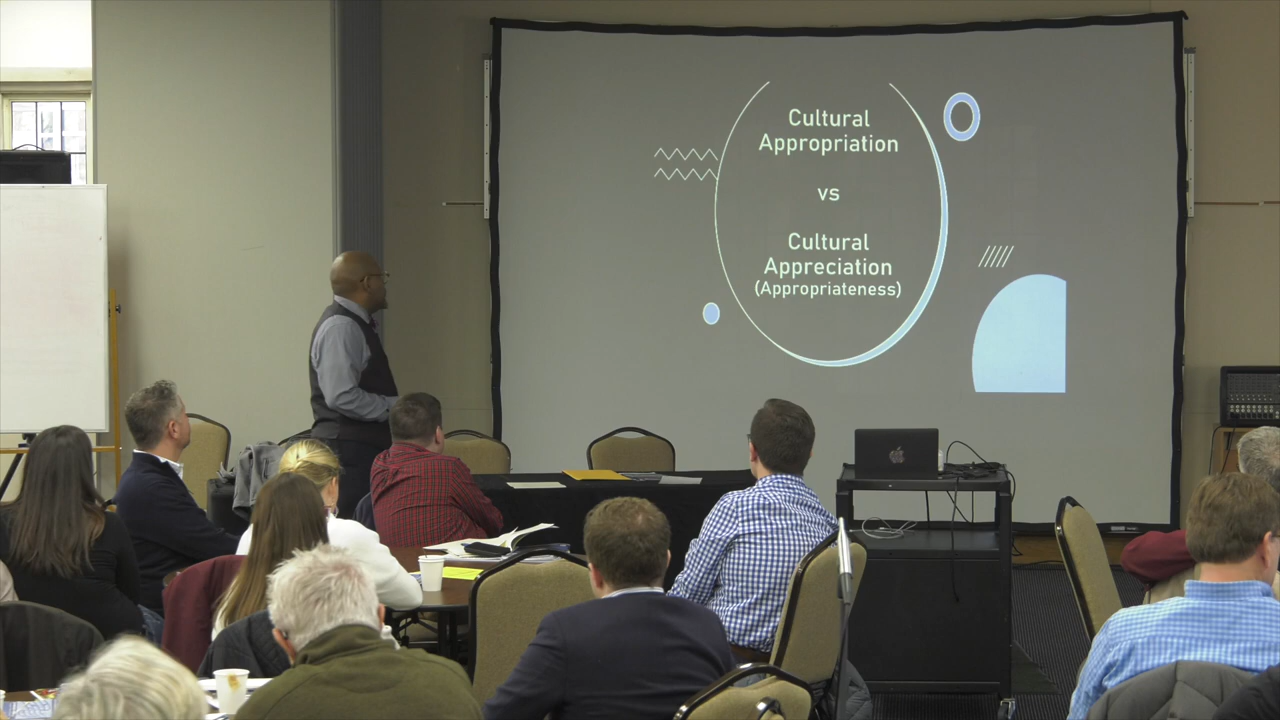 Cultural
Appropriation
vs
Cultural
Appreciation
(Appropriateness)